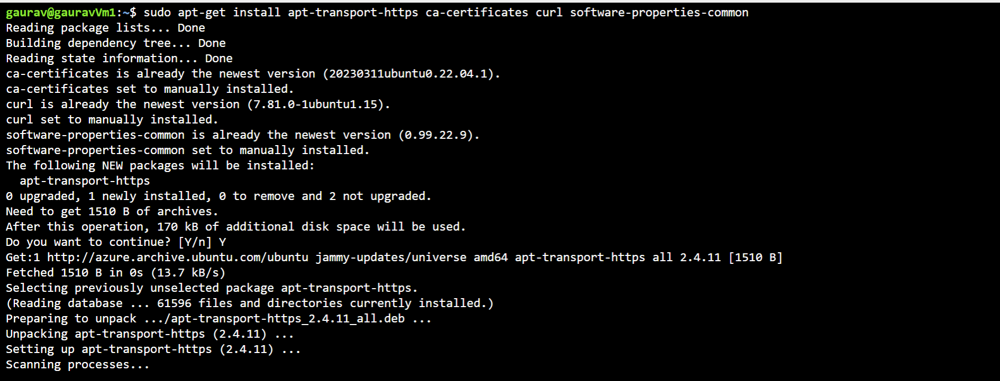 gaurav@gauravVm1:~$ sudo apt-get install apt-transport-https ca-certificates curl software-properties-common
Reading package lists... Done
Building dependency tree... Done
Reading state information... Done
ca-certificates is already the newest version (20230311ubuntu0.22.04.1).
ca-certificates set to manually installed.
curl is already the newest version (7.81.0-1ubuntu1.15).
curl set to manually installed.
software-properties-common is already the newest version (0.99.22.9).
software-properties-common set to manually installed.
The following NEW packages will be installed:
  apt-transport-https
0 upgraded, 1 newly installed, 0 to remove and 2 not upgraded.
Need to get 1510 B of archives.
After this operation, 170 kB of additional disk space will be used.
Do you want to continue? [Y/n] Y
Get:1 http://azure.archive.ubuntu.com/ubuntu jammy-updates/universe amd64 apt-transport-https all 2.4.11 [1510 B]
Fetched 1510 B in 0s (13.7 kB/s)
Selecting previously unselected package apt-transport-https.
(Reading database ... 61596 files and directories currently installed.)
Preparing to unpack .../apt-transport-https_2.4.11_all.deb ...
Unpacking apt-transport-https (2.4.11) ...
Setting up apt-transport-https (2.4.11) ...
Scanning processes...